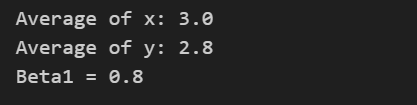 Average of x: 3.0
Average of y: 2.8
Beta1 = 0.8